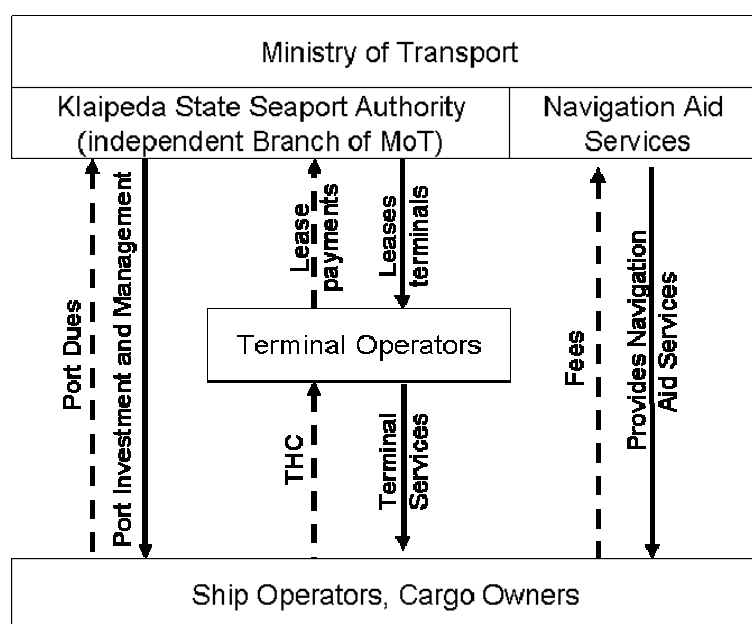 Ministry of Transport
Klaipeda State Seaport Authority
(independent Branch of MoT)
Navigation Aid
Services
Port Dues
Port Investment and Management
Lease
payments
Leases
terminals
Fees
Provides Navigation
Aid Services
Terminal Operators
THC
Terminal
Services
Ship Operators, Cargo Owners